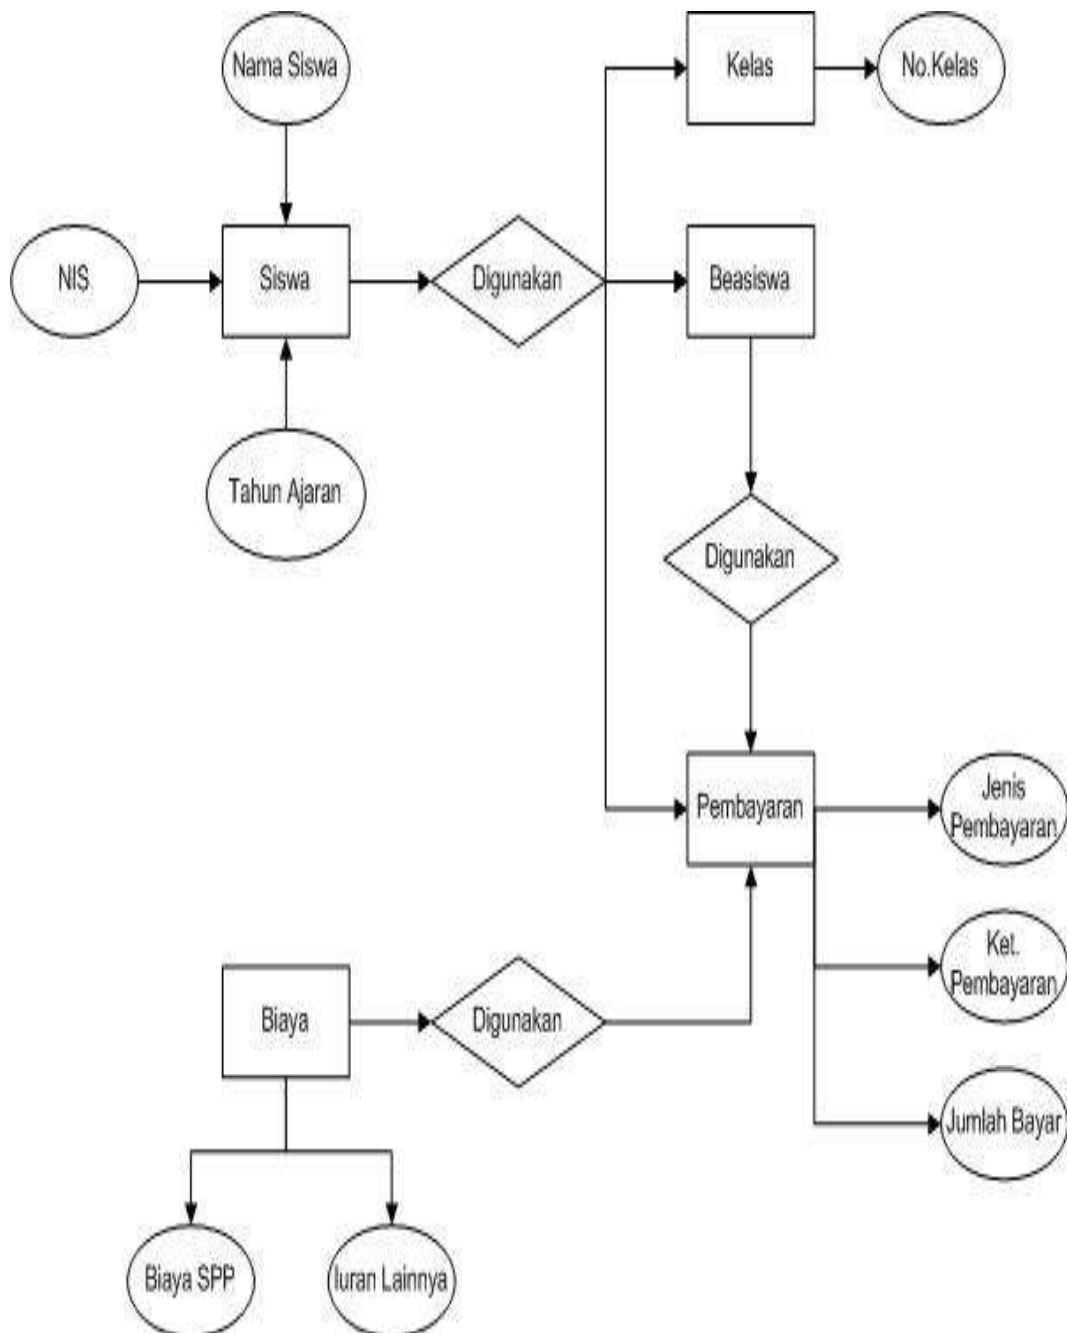 Nama Siswa
Kelas
No.Kelas
NIS
Siswa
Digunakan
Beasiswa
Tahun Ajaran
Digunakan
Pembayaran
Jenis
Pembayaran
Ket.
Pembayaran
Biaya
Digunakan
Jumlah Bayar
Biaya SPP
Iuran Lainnya